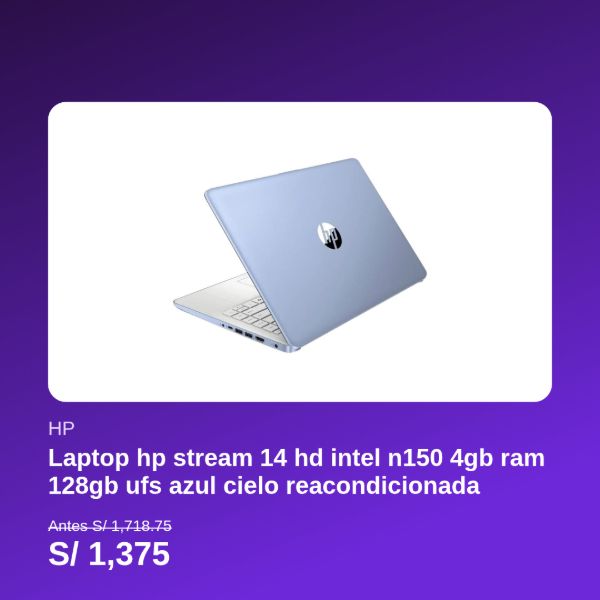 hp
HP
Laptop hp stream 14 hd intel n150 4gb ram
128gb ufs azul cielo reacondicionada
Antes S/ 1,718.75
S/ 1,375